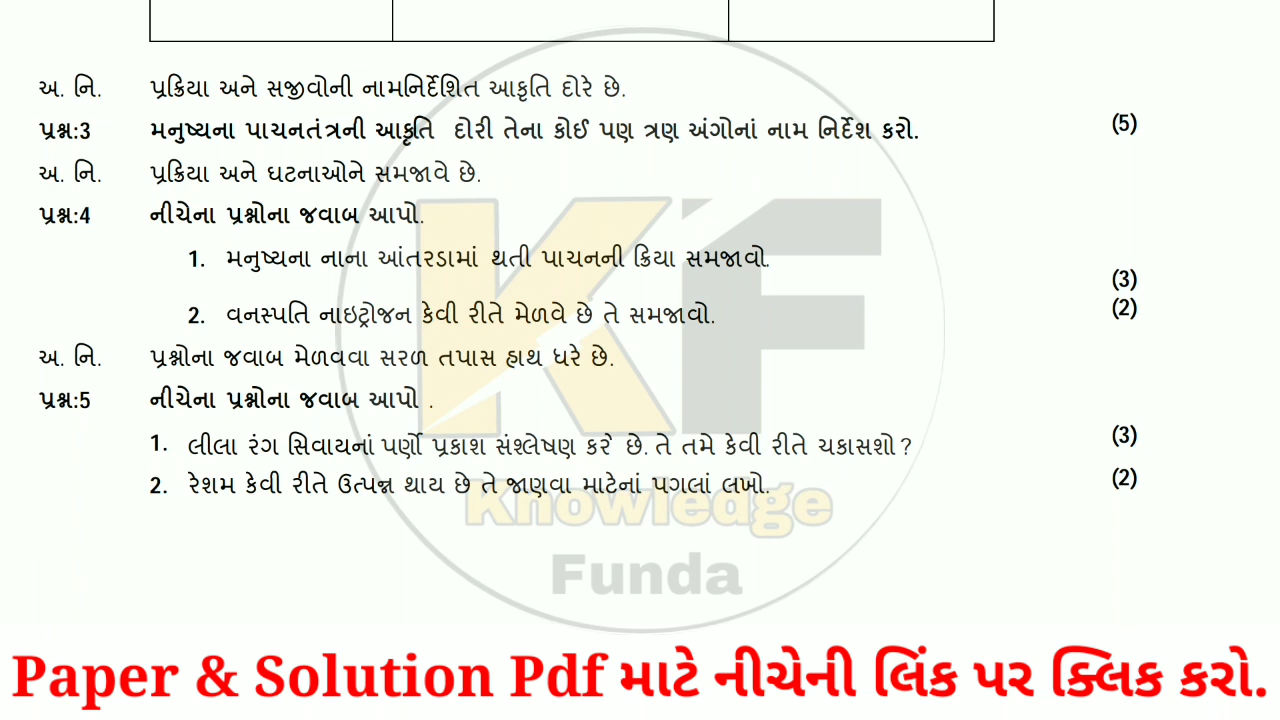 અ. નિ. પ્રક્રિયા અને સજીવોની નામનિર્દેશિત આકૃતિ દોરે છે.
પ્રશ્ન:3 મનુષ્યના પાચનતંત્રની આકૃતિ દોરી તેના કોઈ પણ ત્રણ અંગોનાં નામ નિર્દેશ કરો. (5)
અ. નિ. પ્રક્રિયા અને ઘટનાઓને સમજાવે છે.
પ્રશ્ન:4 નીચેના પ્રશ્નોના જવાબ આપો.
1. મનુષ્યના નાના આંતરડામાં થતી પાચનની ક્રિયા સમજાવો. (3)
2. વનસ્પતિ નાઇટ્રોજન કેવી રીતે મેળવે છે તે સમજાવો. (2)
અ. નિ. પ્રશ્નોના જવાબ મેળવવા સરળ તપાસ હાથ ધરે છે.
પ્રશ્ન:5 નીચેના પ્રશ્નોના જવાબ આપો .
1. લીલા રંગ સિવાયનાં પર્ણો પ્રકાશ સંશ્લેષણ કરે છે. તે તમે કેવી રીતે ચકાસશો ? (3)
2. રેશમ કેવી રીતે ઉત્પન્ન થાય છે તે જાણવા માટેનાં પગલાં લખો. (2)
KF
Knowledge
Funda
Paper & Solution Pdf માટે નીચેની લિંક પર ક્લિક કરો.